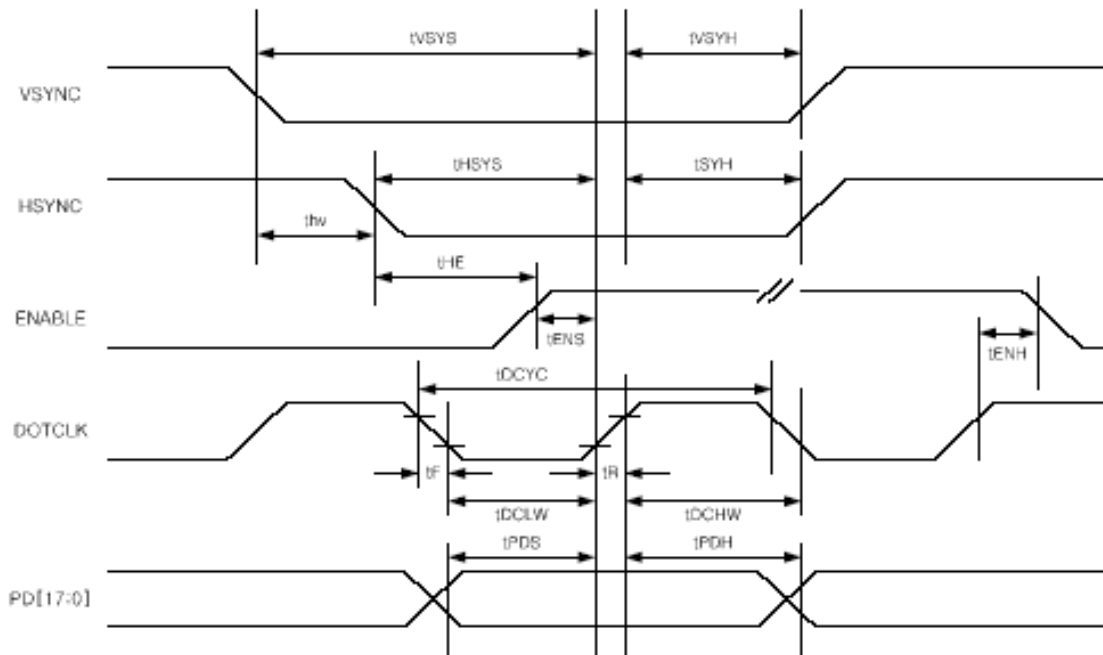 tVSYS tVSYH
VSYNC
tHSYS tSYH
HSYNC
thv
tHE
ENABLE
tENS
tENH
tDCYC
DOTCLK
tF tR
tDCLW tDCHW
tPDS tPDH
PD[17:0]